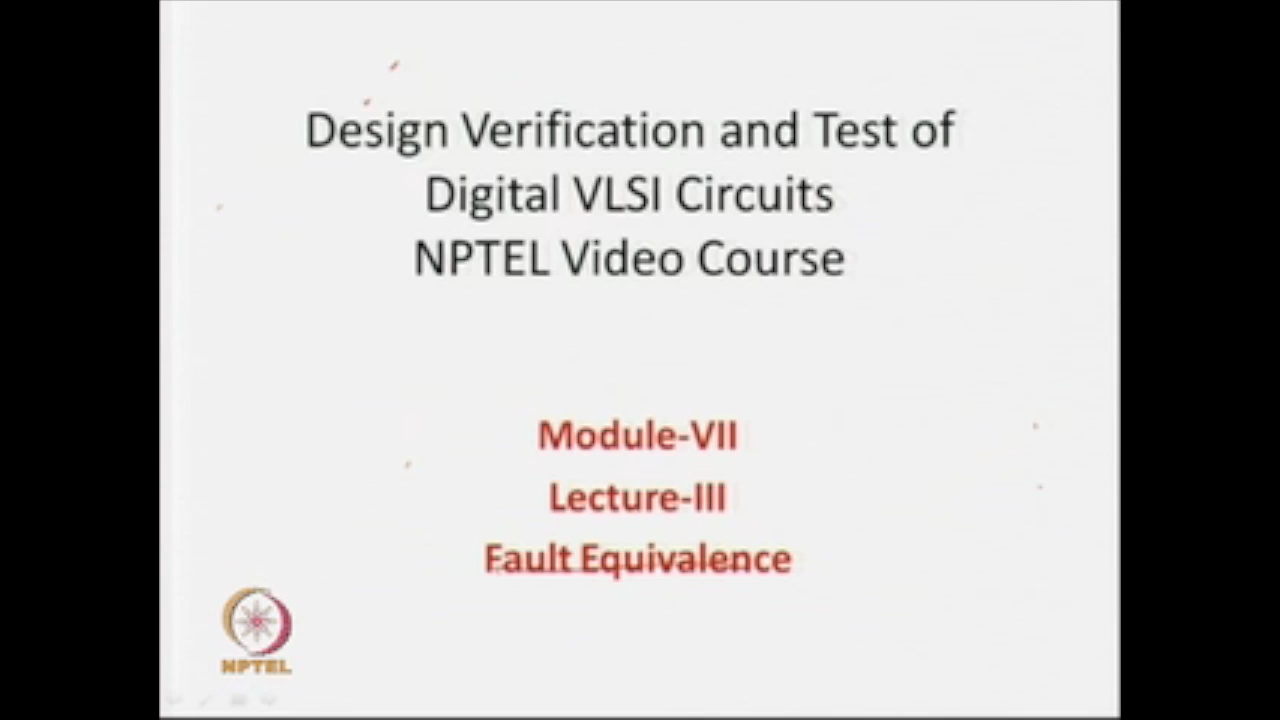 Design Verification and Test of
Digital VLSI Circuits
NPTEL Video Course
Module-VII
Lecture-III
Fault Equivalence
NPTEL